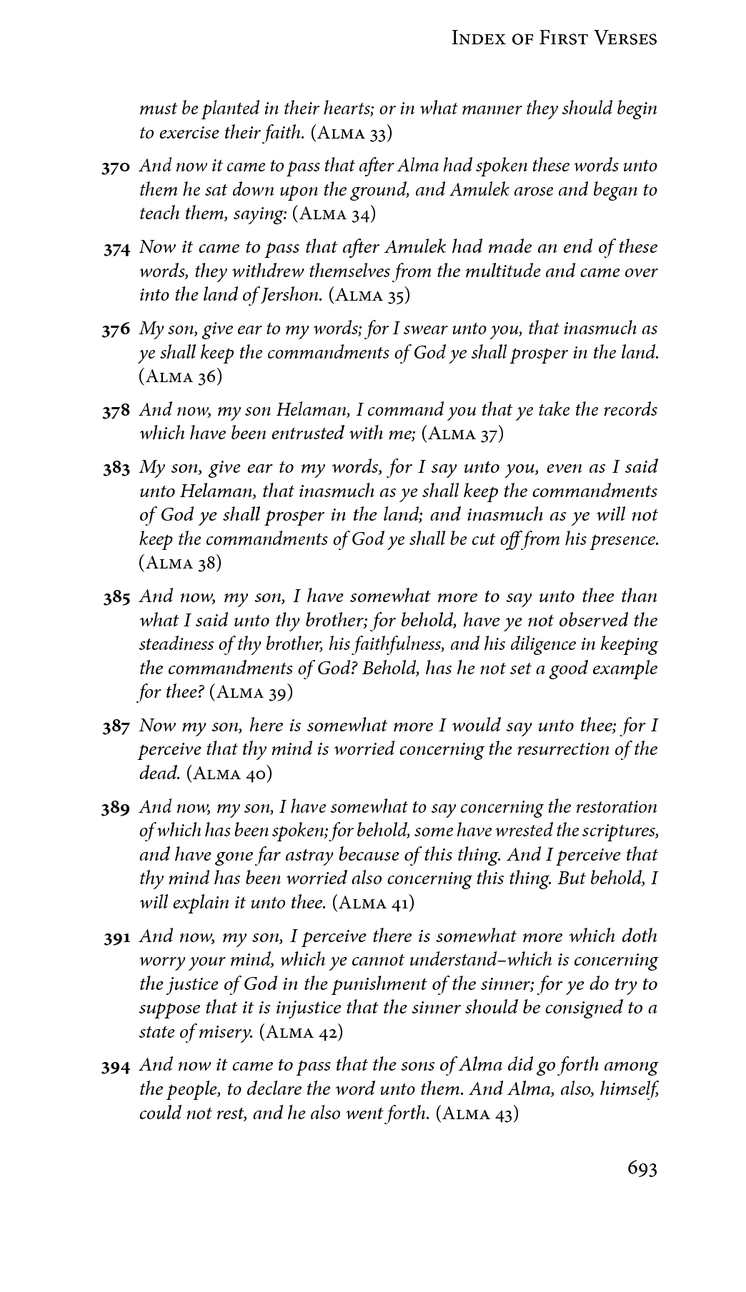 Index of First Verses
must be planted in their hearts; or in what manner they should begin
to exercise their faith. (Alma 33)
370 And now it came to pass that after Alma had spoken these words unto
them he sat down upon the ground, and Amulek arose and began to
teach them, saying: (Alma 34)
374 Now it came to pass that after Amulek had made an end of these
words, they withdrew themselves from the multitude and came over
into the land of Jershon. (Alma 35)
376 My son, give ear to my words; for I swear unto you, that inasmuch as
ye shall keep the commandments of God ye shall prosper in the land.
(Alma 36)
378 And now, my son Helaman, I command you that ye take the records
which have been entrusted with me; (Alma 37)
383 My son, give ear to my words, for I say unto you, even as I said
unto Helaman, that inasmuch as ye shall keep the commandments
of God ye shall prosper in the land; and inasmuch as ye will not
keep the commandments of God ye shall be cut off from his presence.
(Alma 38)
385 And now, my son, I have somewhat more to say unto thee than
what I said unto thy brother; for behold, have ye not observed the
steadiness of thy brother, his faithfulness, and his diligence in keeping
the commandments of God? Behold, has he not set a good example
for thee? (Alma 39)
387 Now my son, here is somewhat more I would say unto thee; for I
perceive that thy mind is worried concerning the resurrection of the
dead. (Alma 40)
389 And now, my son, I have somewhat to say concerning the restoration
of which has been spoken; for behold, some have wrested the scriptures,
and have gone far astray because of this thing. And I perceive that
thy mind has been worried also concerning this thing. But behold, I
will explain it unto thee. (Alma 41)
391 And now, my son, I perceive there is somewhat more which doth
worry your mind, which ye cannot understand–which is concerning
the justice of God in the punishment of the sinner; for ye do try to
suppose that it is injustice that the sinner should be consigned to a
state of misery. (Alma 42)
394 And now it came to pass that the sons of Alma did go forth among
the people, to declare the word unto them. And Alma, also, himself,
could not rest, and he also went forth. (Alma 43)
693